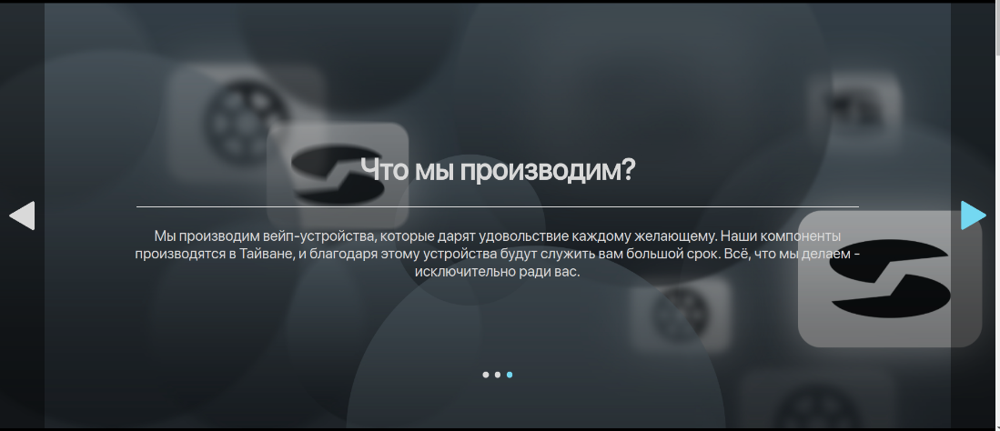 Что мы производим?
Мы производим вейп-устройства, которые дарят удовольствие каждому желающему. Наши компоненты
производятся в Тайване, и благодаря этому устройства будут служить вам большой срок. Всё, что мы делаем -
исключительно ради вас.